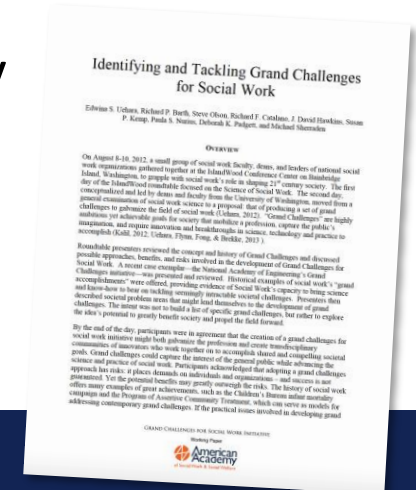 Identifying and Tackling Grand Challenges
for Social Work
Edwina S. Uehara, Richard P. Barth, Steve Olson, Richard F. Catalano, J. David Hawkins, Susan
P. Kemp, Paula S. Nurius, Deborah K. Padgett, and Michael Sherraden
OVERVIEW
On August 8-10, 2012, a small group of social work faculty, deans, and leaders of national social
work organizations gathered together at the IslandWood Conference Center on Bainbridge
Island, Washington, to grapple with social work's role in shaping 21st century society. The first
day of the IslandWood roundtable focused on the Science of Social Work. The second day,
conceptualized and led by deans and faculty from the University of Washington, moved from a
general examination of social work science to a proposal: that of producing a set of grand
challenges to galvanize the field of social work (Uehara, 2012). "Grand Challenges" are highly
ambitious yet achievable goals for society that mobilize a profession, capture the public's
imagination, and require innovation and breakthroughs in science, technology and practice to
accomplish (Kalil, 2012; Uehara, Flynn, Fong, & Brekke, 2013).
Roundtable presenters reviewed the concept and history of Grand Challenges and discussed
possible approaches, benefits, and risks involved in the development of Grand Challenges for
Social Work. A recent case exemplar—the National Academy of Engineering's Grand
Challenges initiative—was presented and reviewed. Historical examples of social work's "grand
accomplishments" were offered, providing evidence of Social Work's capacity to bring science
and know-how to bear on tackling seemingly intractable societal challenges. Presenters then
described societal problem areas that might lend themselves to the development of grand
challenges. The intent was not to build a list of specific grand challenges, but rather to explore
the idea's potential to greatly benefit society and propel the field forward.
By the end of the day, participants were in agreement that the creation of a grand challenges for
social work initiative might both galvanize the profession and create transdisciplinary
communities of innovators who work together on to accomplish shared and compelling societal
goals. Grand challenges could capture the interest of the general public while advancing the
science and practice of social work. Participants acknowledged that adopting a grand challenges
approach has risks; it places demands on individuals and organizations – and success is not
guaranteed. Yet the potential benefits may greatly outweigh the risks. The history of social work
offers many examples of great achievements, such as the Children's Bureau infant mortality
campaign and the Program of Assertive Community Treatment, which can serve as models for
addressing contemporary grand challenges. If the practical issues involved in developing grand
GRAND CHALLENGES FOR SOCIAL WORK INITIATIVE
Working Paper
American
Academy
of Social Work & Social Welfare